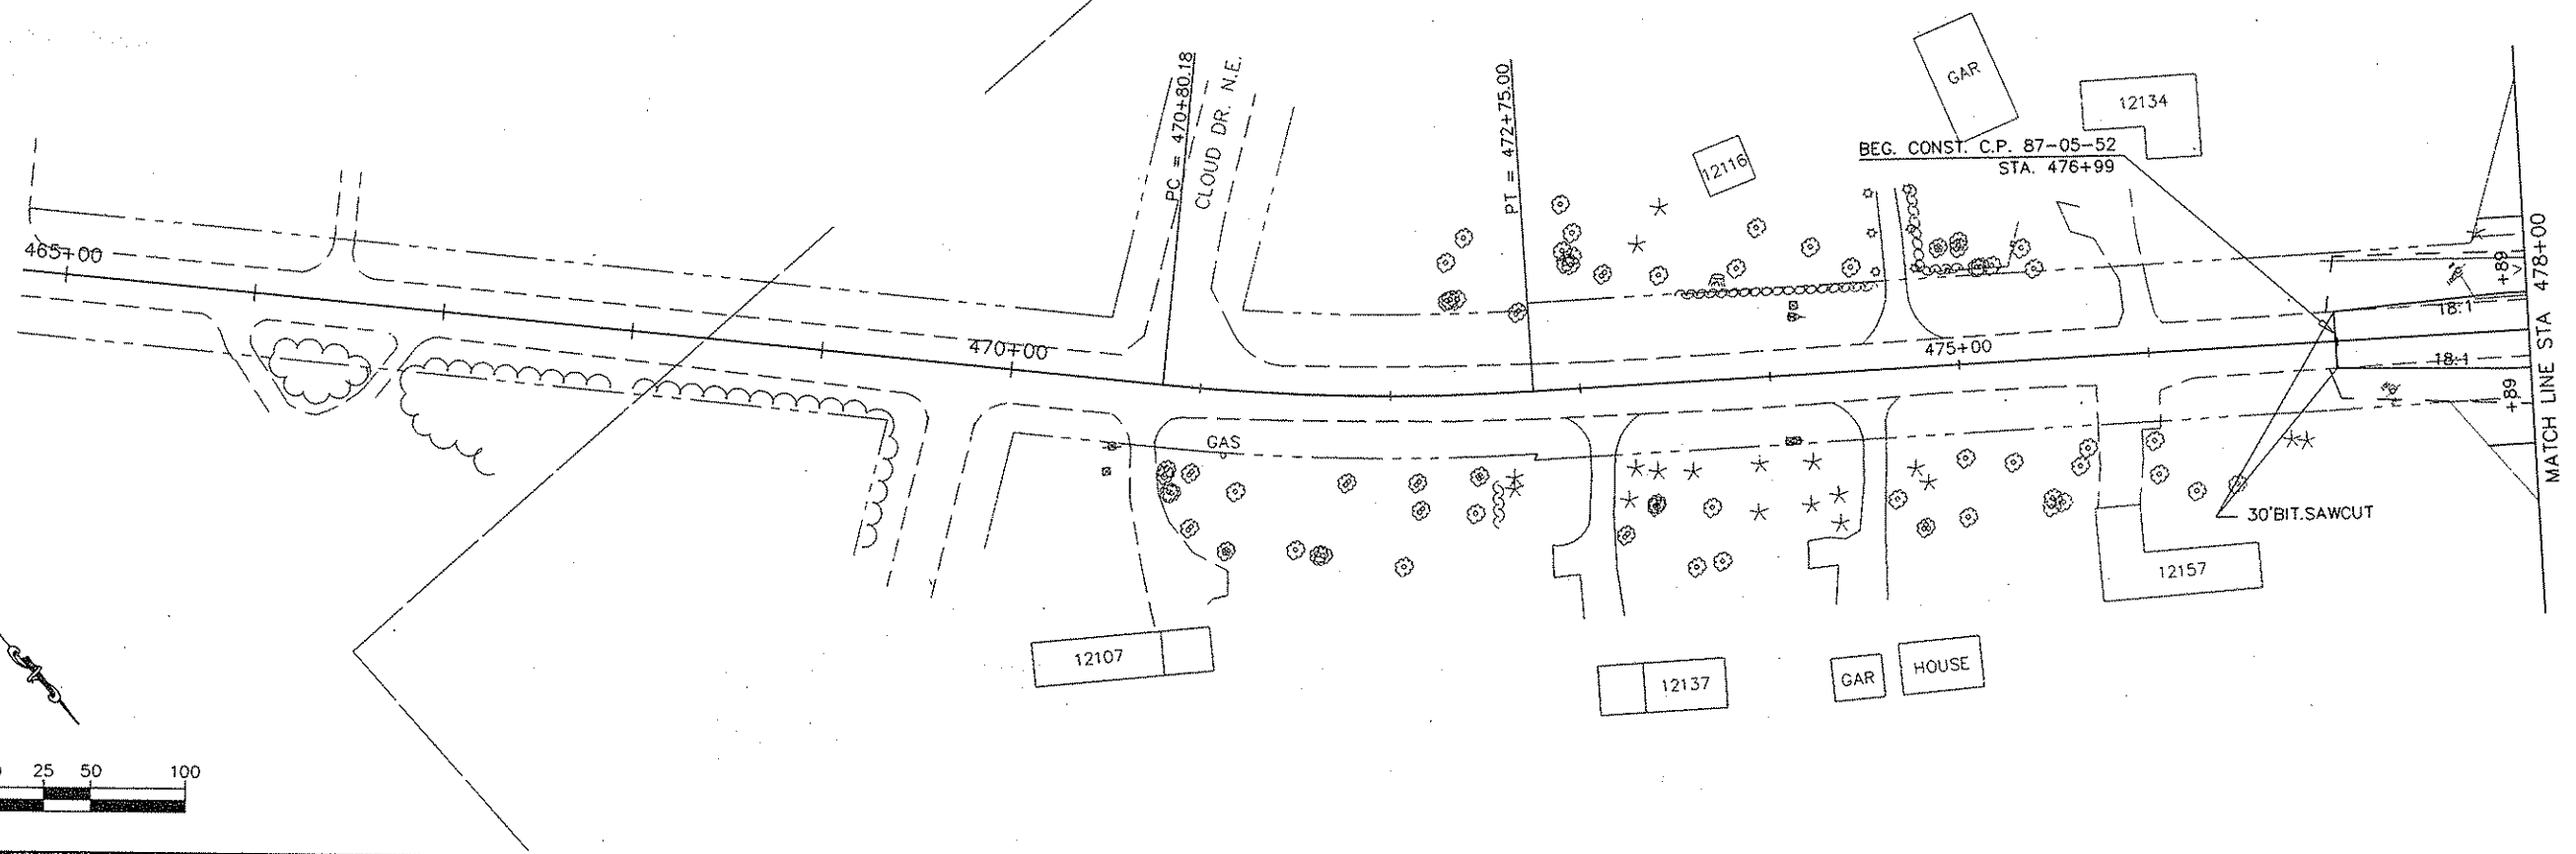 GAR
12134
PC = 470+80.18
CLOUD DR. N.E.
PT = 472+75.00
12116
BEG. CONST. C.P. 87-05-52
STA. 476+99
465+00
470+00
475+00
+89
18:1
18:1
+89
MATCH LINE STA 478+00
GAS
30'BIT.SAWCUT
12157
12107
12137
GAR
HOUSE
25 50 100